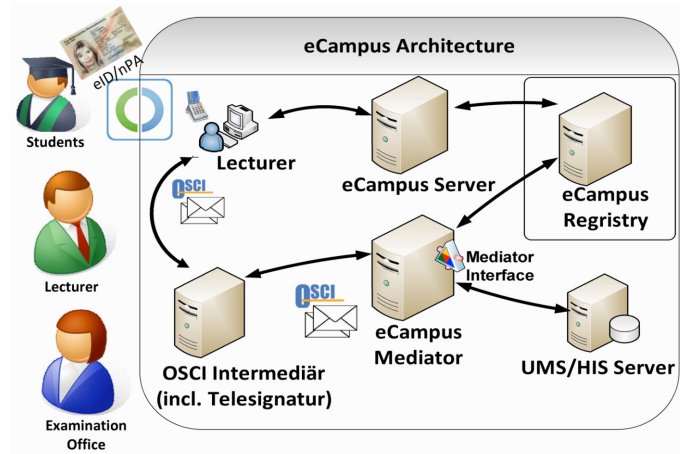 eCampus Architecture
eID/nPA
Students
Lecturer
eCampus Server
eCampus
Regristry
OSCI
Lecturer
Mediator
Interface
OSCI
eCampus
Mediator
OSCI Intermediär
(incl. Telesignatur)
UMS/HIS Server
Examination
Office